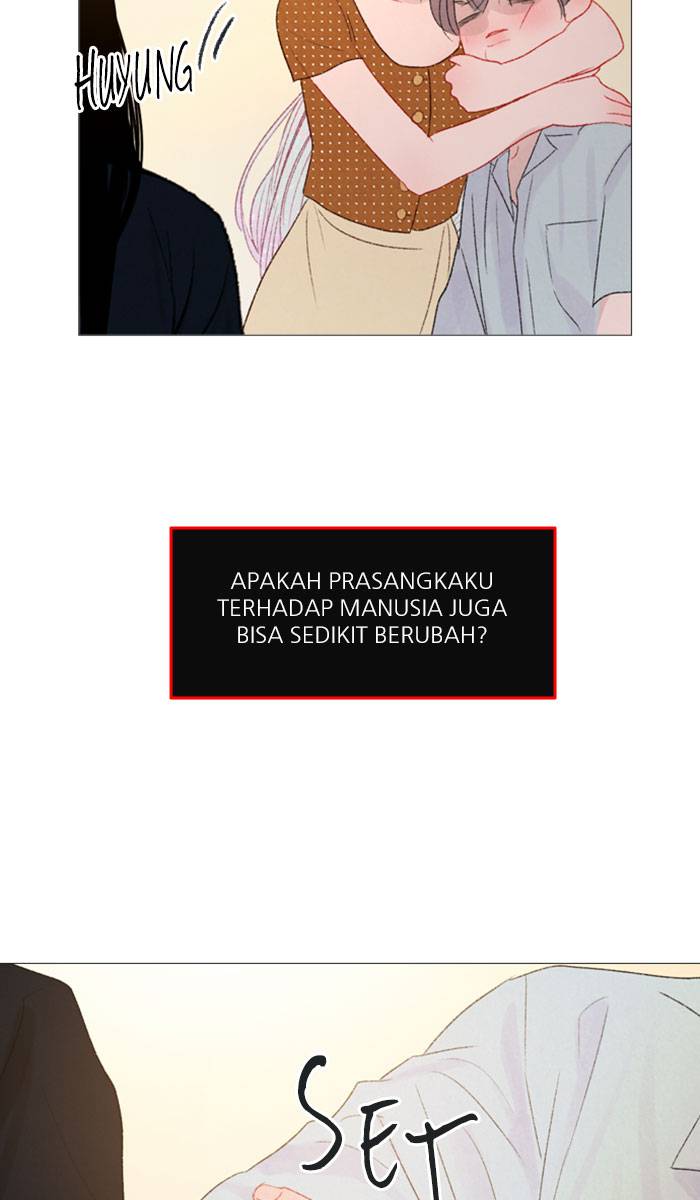 HUYUNG
APAKAH PRASANGKAKU
TERHADAP MANUSIA JUGA
BISA SEDIKIT BERUBAH?
SET